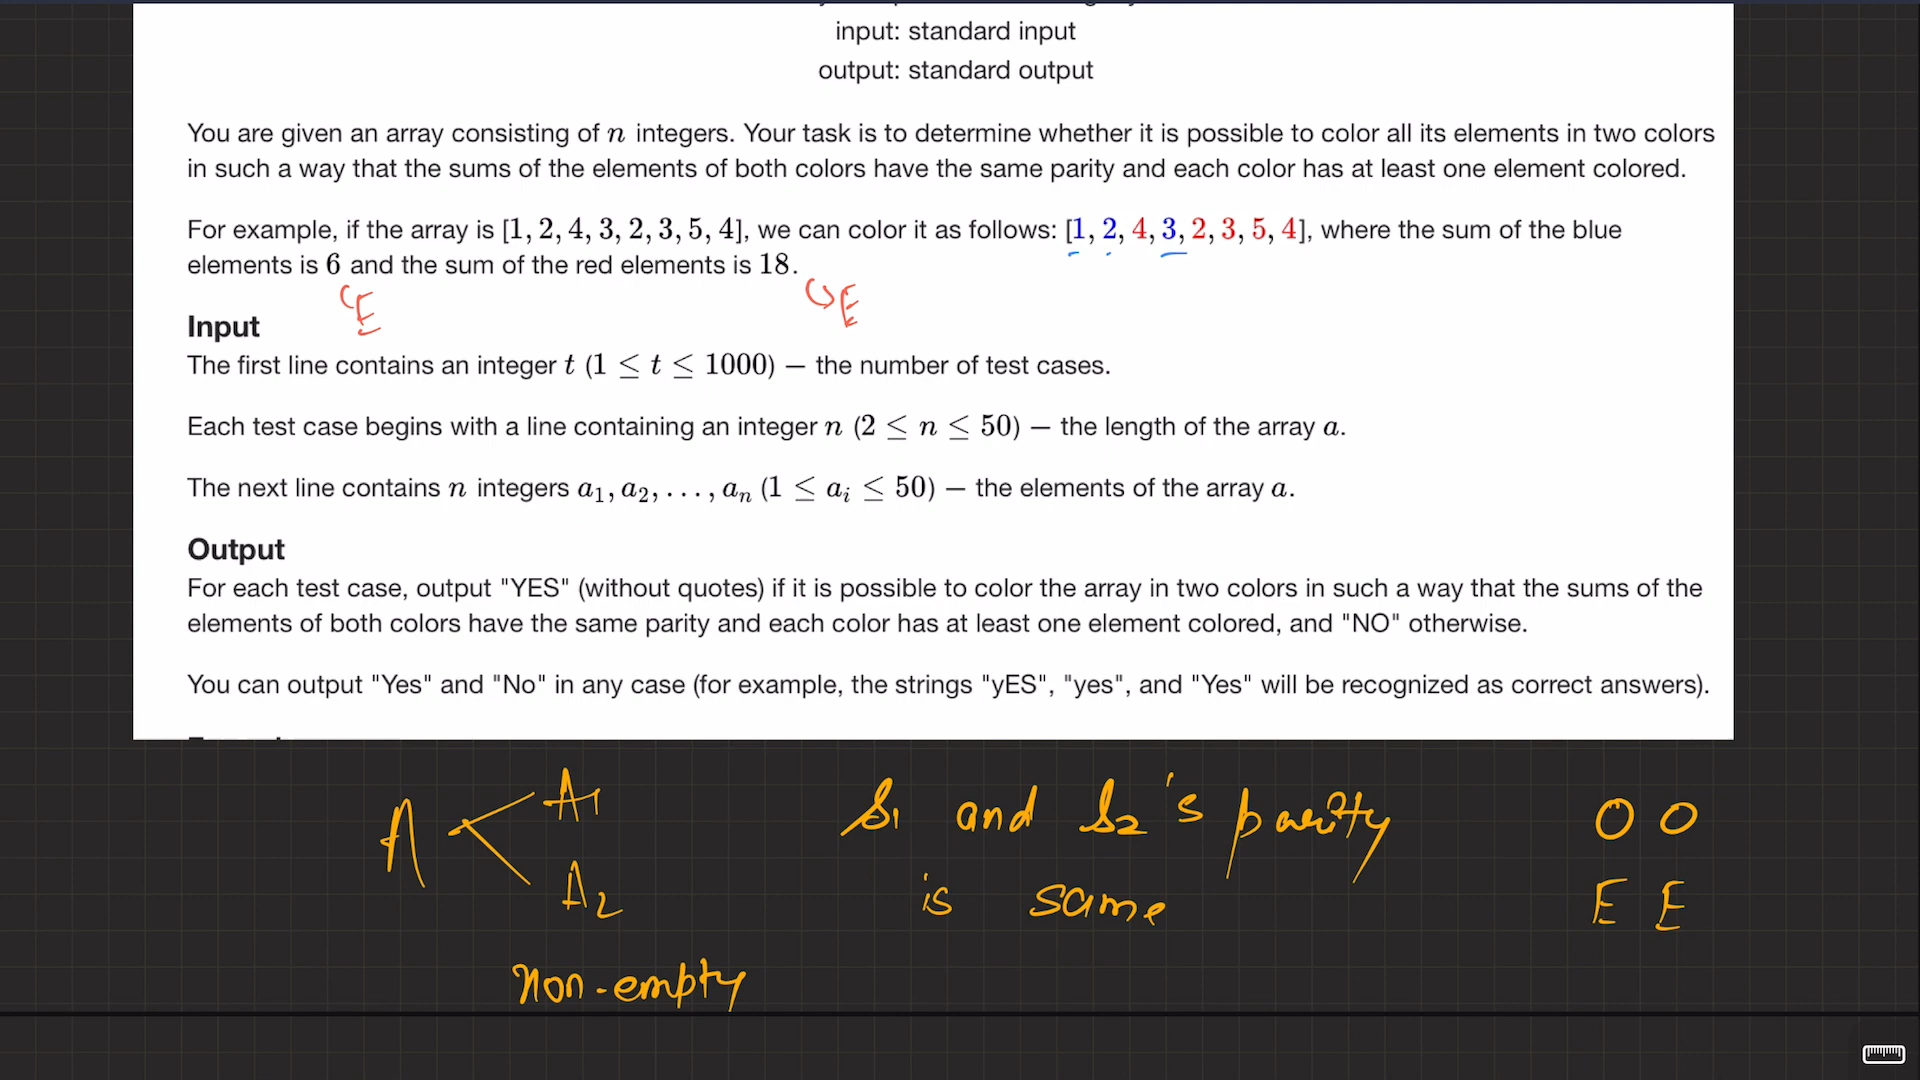 input: standard input
output: standard output
You are given an array consisting of n integers. Your task is to determine whether it is possible to color all its elements in two colors
in such a way that the sums of the elements of both colors have the same parity and each color has at least one element colored.
For example, if the array is [1, 2, 4, 3, 2, 3, 5, 4], we can color it as follows: [1, 2, 4, 3, 2, 3, 5, 4], where the sum of the blue
elements is 6 and the sum of the red elements is 18.
E E
Input
The first line contains an integer t (1 ≤ t ≤ 1000) — the number of test cases.
Each test case begins with a line containing an integer n (2 ≤ n ≤ 50) — the length of the array a.
The next line contains n integers a₁, a₂, . . . , aₙ (1 ≤ aᵢ ≤ 50) — the elements of the array a.
Output
For each test case, output "YES" (without quotes) if it is possible to color the array in two colors in such a way that the sums of the
elements of both colors have the same parity and each color has at least one element colored, and "NO" otherwise.
You can output "Yes" and "No" in any case (for example, the strings "yES", "yes", and "Yes" will be recognized as correct answers).
A < A₁ S₁ and S₂'s parity O O
A₂ is same E E
non-empty